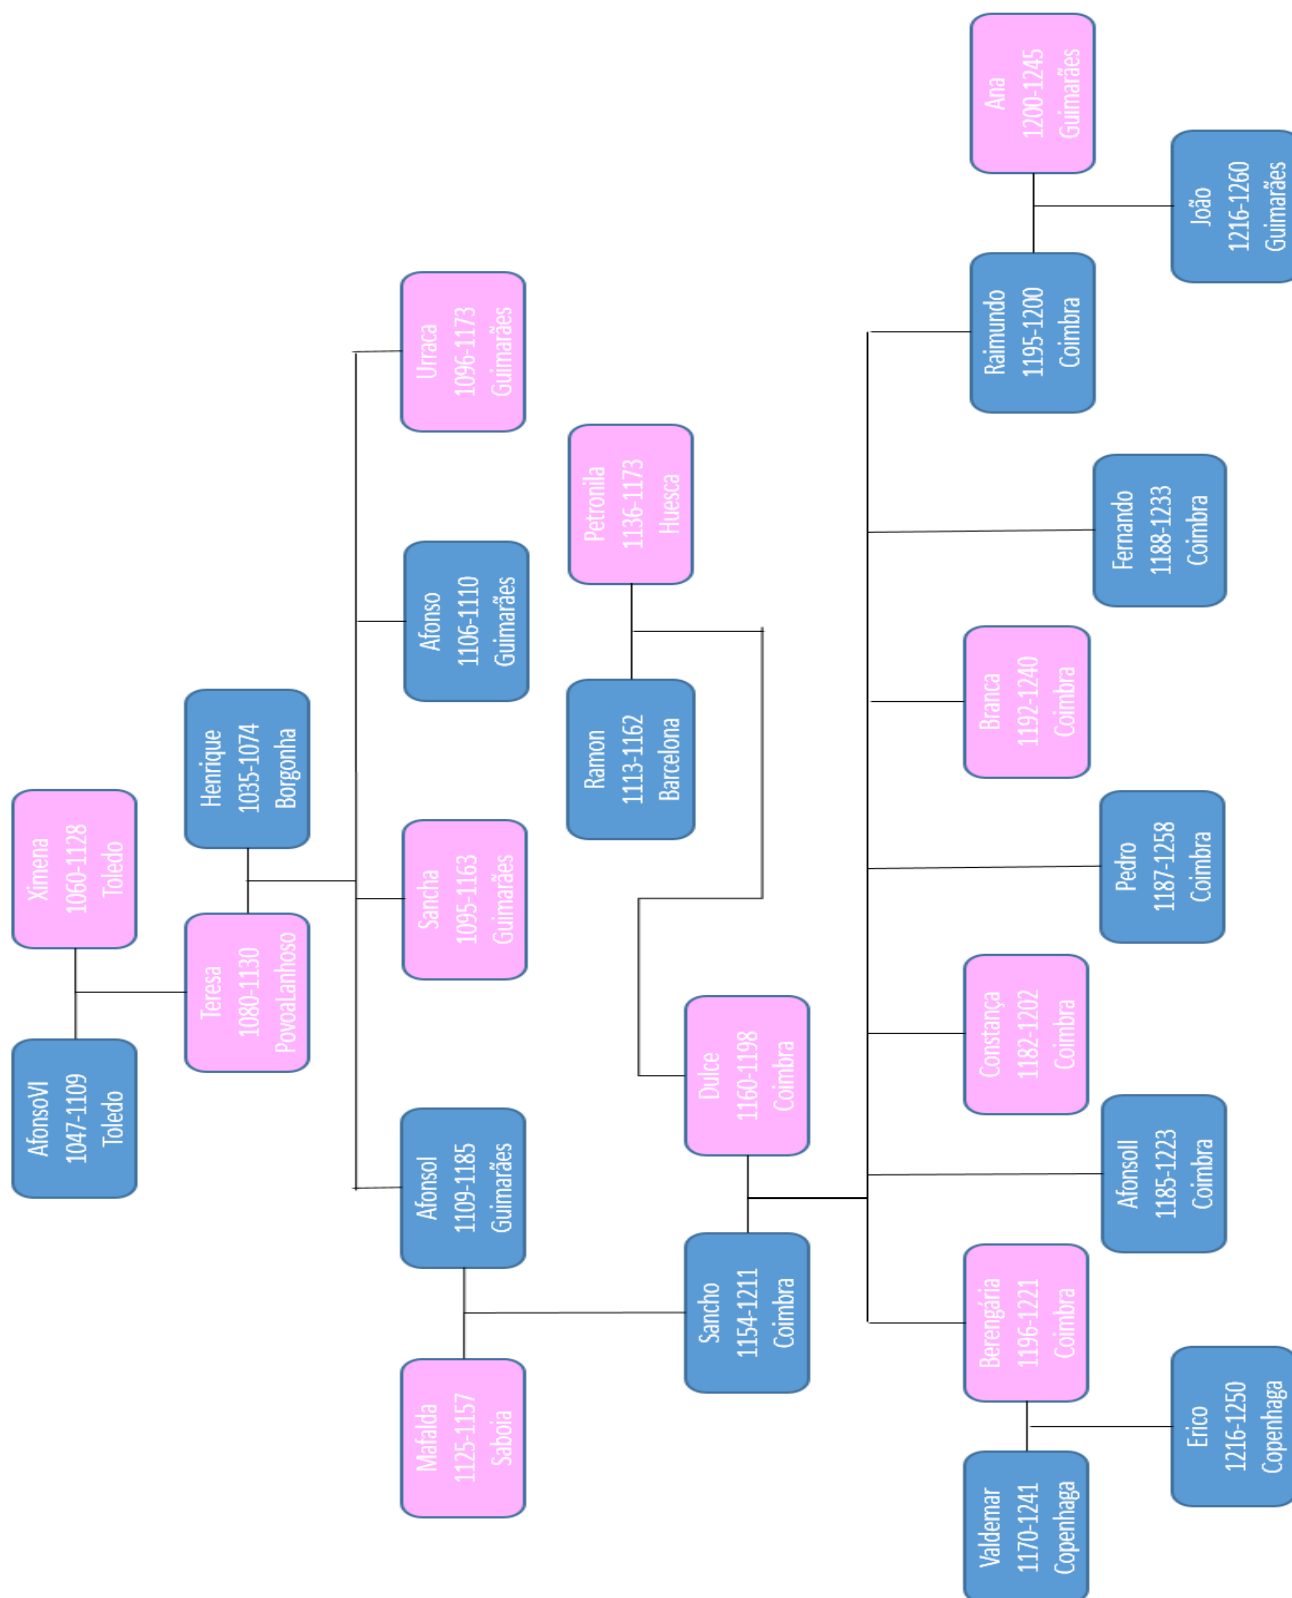 Ximena
1060-1128
Toledo
AfonsoVI
1047-1109
Toledo
Henrique
1035-1074
Borgonha
Teresa
1080-1130
PovoaLanhoso
Urraca
1096-1173
Guimarães
Afonso
1106-1110
Guimarães
Sancha
1095-1163
Guimarães
AfonsoI
1109-1185
Guimarães
Mafalda
1125-1157
Saboia
Petronila
1136-1173
Huesca
Ramon
1113-1162
Barcelona
Dulce
1160-1198
Coimbra
Sancho
1154-1211
Coimbra
Ana
1200-1245
Guimarães
Raimundo
1195-1200
Coimbra
Fernando
1188-1233
Coimbra
Branca
1192-1240
Coimbra
Pedro
1187-1258
Coimbra
Constança
1182-1202
Coimbra
AfonsoII
1185-1223
Coimbra
Berengária
1196-1221
Coimbra
Valdemar
1170-1241
Copenhaga
João
1216-1260
Guimarães
Erico
1216-1250
Copenhaga